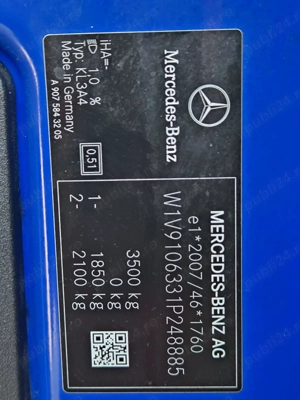 MERCEDES-BENZ AG
e1*2007/46*1760
W1V9106331P248885
3500 kg
0 kg
1- 1850 kg
2- 2100 kg
Mercedes-Benz
0,51
iHA=-
1,0 %
Typ: KL3A4
Made in Germany
A 907 584 32 05